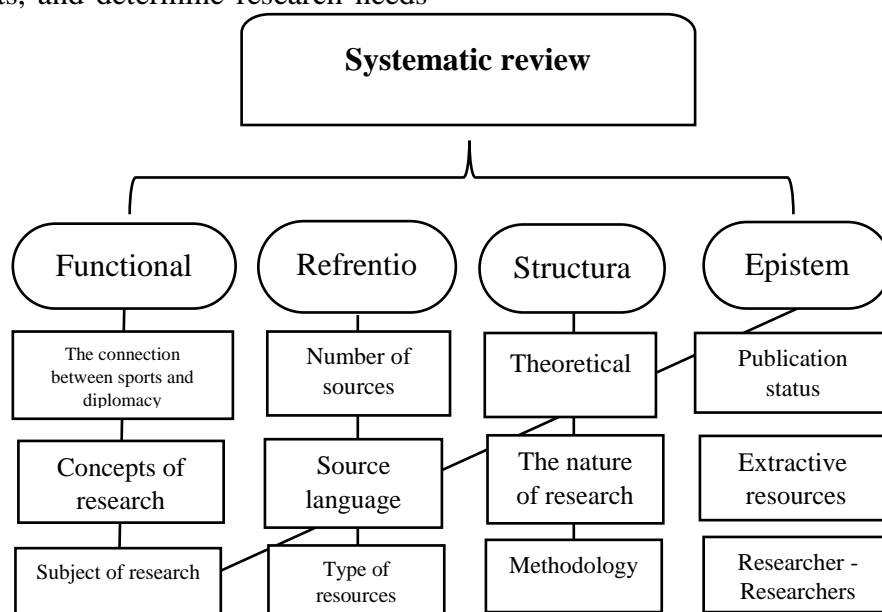 ts, and determine research needs
Systematic review
Functional
Refrentio
Structura
Epistem
The connection
between sports and
diplomacy
Number of
sources
Theoretical
Publication
status
Concepts of
research
Source
language
The nature
of research
Extractive
resources
Subject of research
Type of
resources
Methodology
Researcher -
Researchers